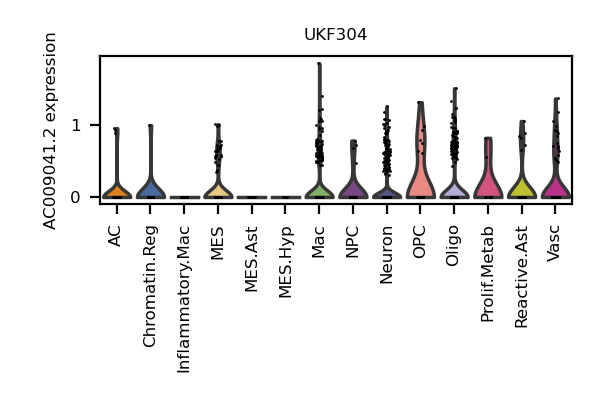 UKF304
AC009041.2 expression
1
0
AC
Chromatin.Reg
Inflammatory.Mac
MES
MES.Ast
MES.Hyp
Mac
NPC
Neuron
OPC
Oligo
Prolif.Metab
Reactive.Ast
Vasc